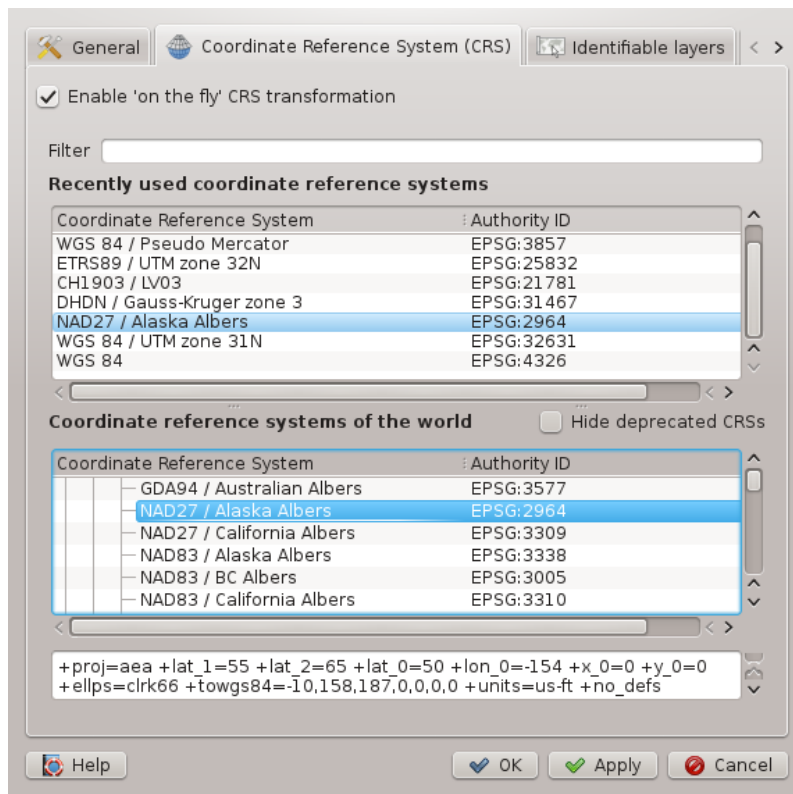 General Coordinate Reference System (CRS) Identifiable layers
Enable 'on the fly' CRS transformation
Filter
Recently used coordinate reference systems
Coordinate Reference System Authority ID
WGS 84 / Pseudo Mercator EPSG:3857
ETRS89 / UTM zone 32N EPSG:25832
CH1903 / LV03 EPSG:21781
DHDN / Gauss-Kruger zone 3 EPSG:31467
NAD27 / Alaska Albers EPSG:2964
WGS 84 / UTM zone 31N EPSG:32631
WGS 84 EPSG:4326
Coordinate reference systems of the world Hide deprecated CRSs
Coordinate Reference System Authority ID
GDA94 / Australian Albers EPSG:3577
NAD27 / Alaska Albers EPSG:2964
NAD27 / California Albers EPSG:3309
NAD83 / Alaska Albers EPSG:3338
NAD83 / BC Albers EPSG:3005
NAD83 / California Albers EPSG:3310
+proj=aea +lat_1=55 +lat_2=65 +lat_0=50 +lon_0=-154 +x_0=0 +y_0=0
+ellps=clrk66 +towgs84=-10,158,187,0,0,0,0 +units=us-ft +no_defs
Help OK Apply Cancel